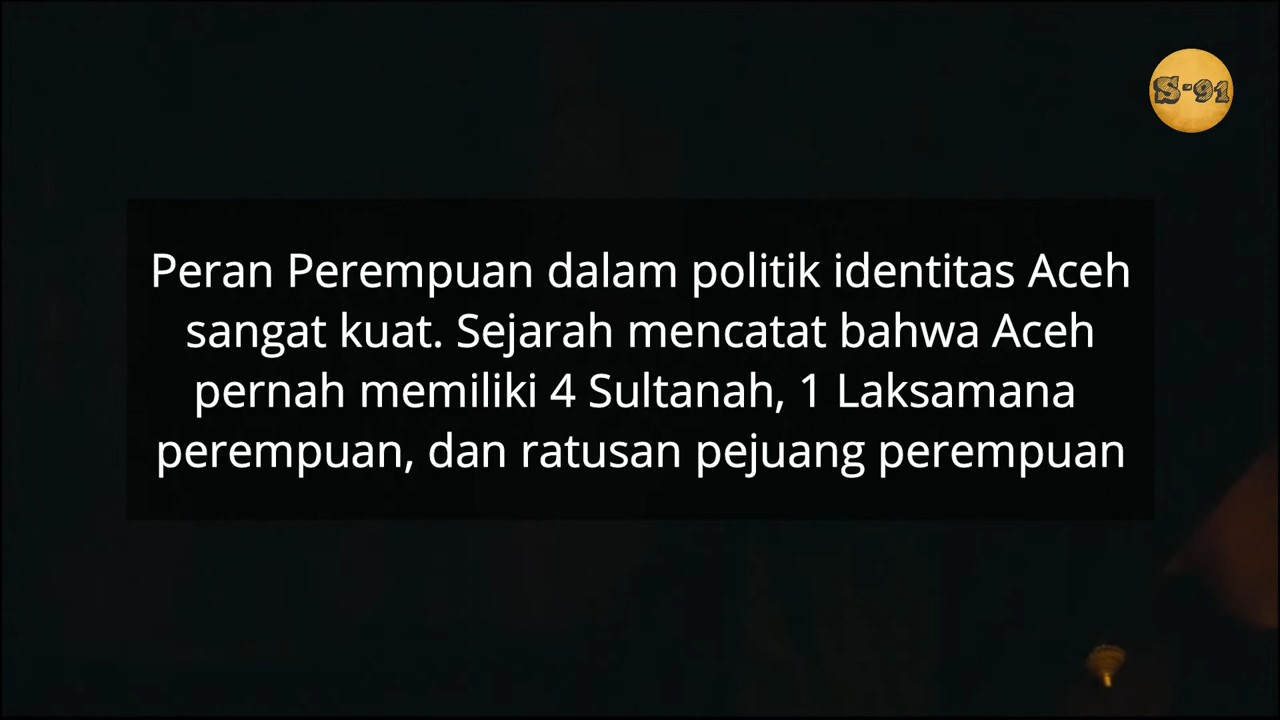 S-91
Peran Perempuan dalam politik identitas Aceh
sangat kuat. Sejarah mencatat bahwa Aceh
pernah memiliki 4 Sultanah, 1 Laksamana
perempuan, dan ratusan pejuang perempuan